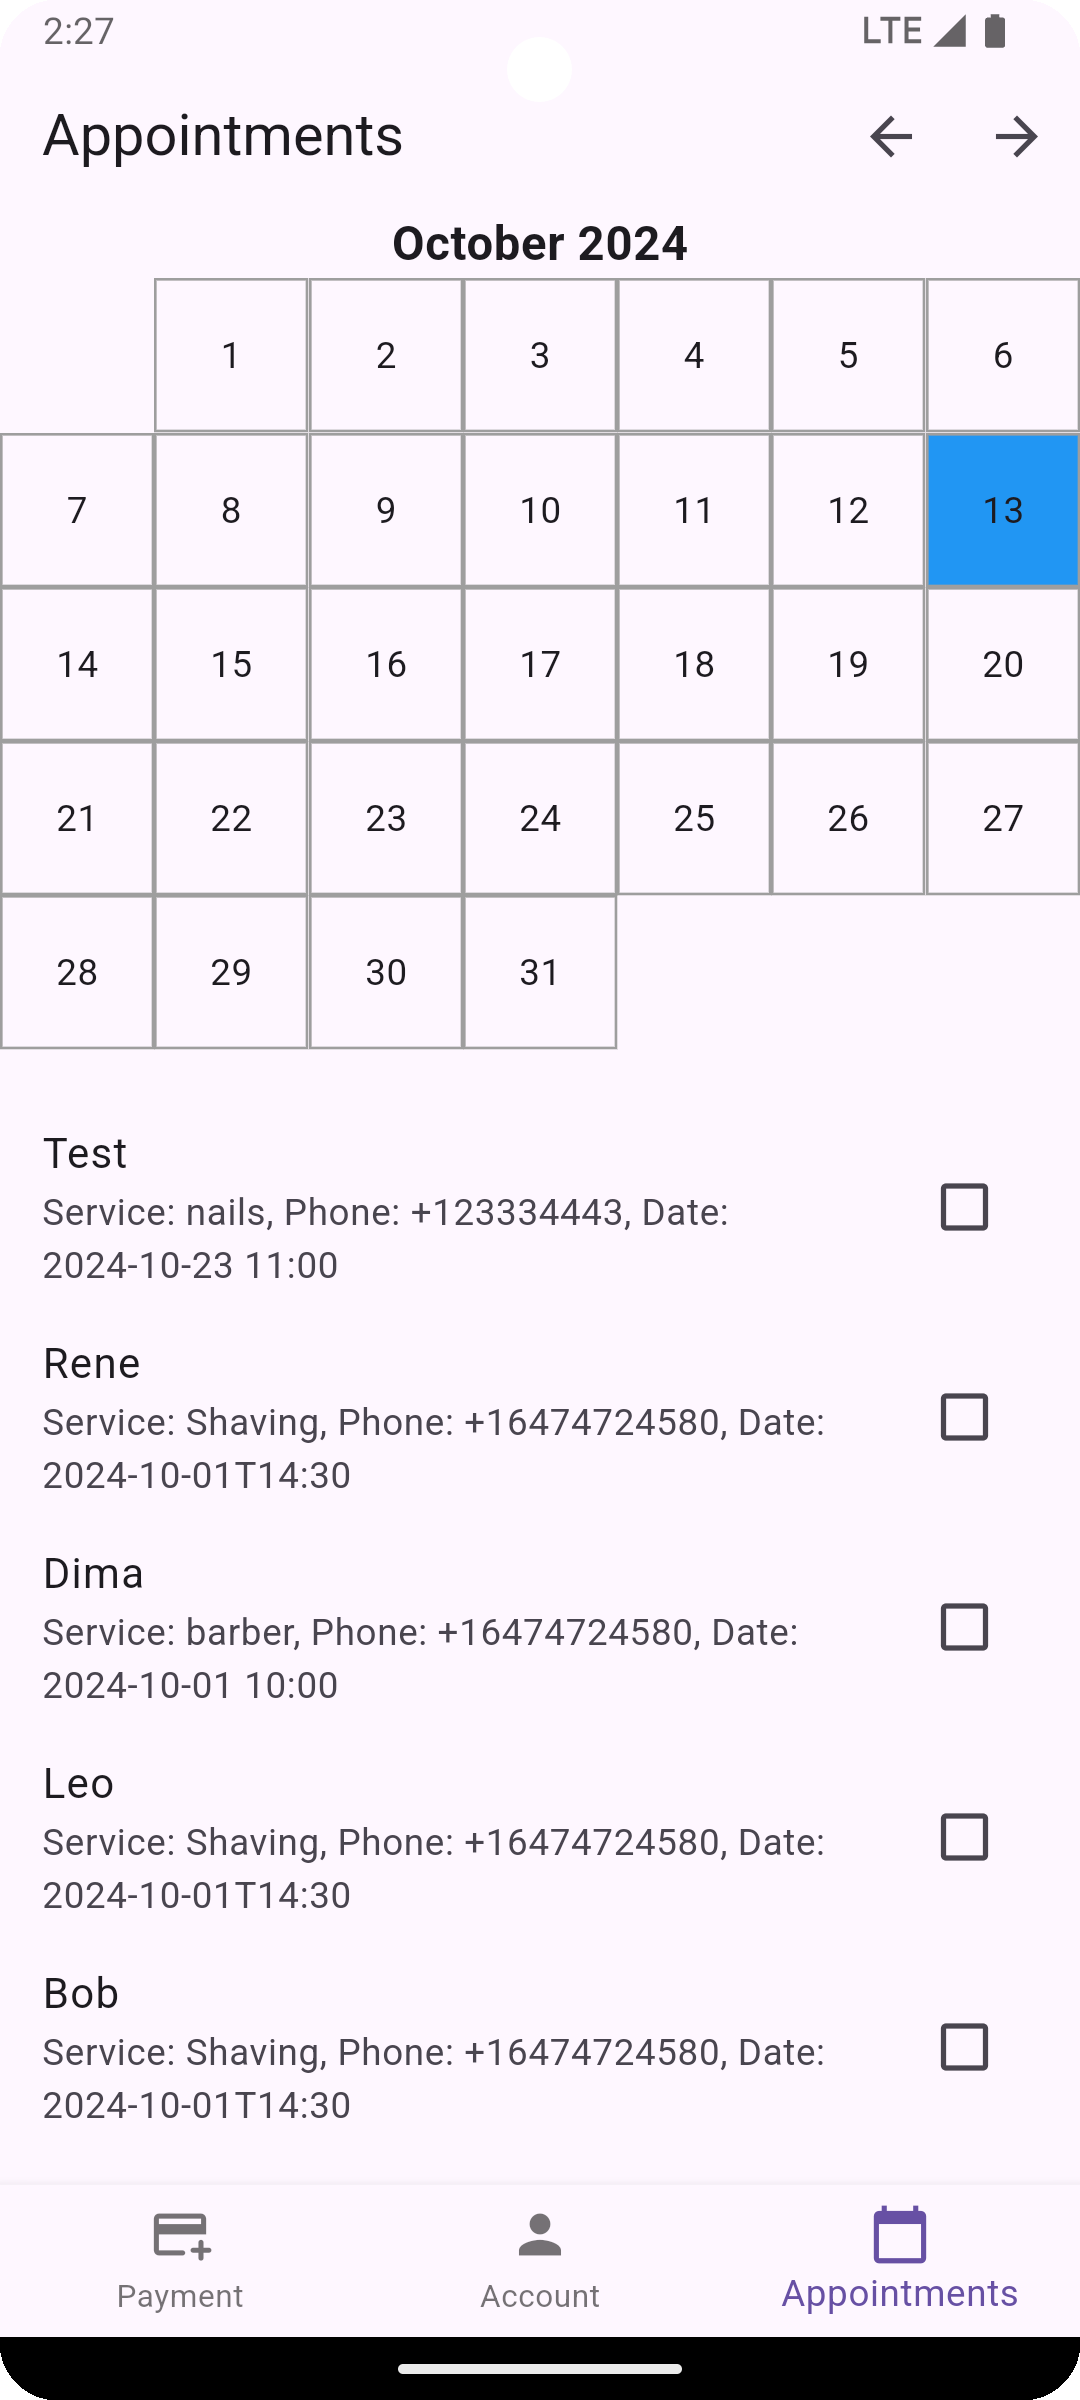 2:27 LTE
Appointments
October 2024
1 2 3 4 5 6
7 8 9 10 11 12 13
14 15 16 17 18 19 20
21 22 23 24 25 26 27
28 29 30 31
Test
Service: nails, Phone: +123334443, Date:
2024-10-23 11:00
Rene
Service: Shaving, Phone: +16474724580, Date:
2024-10-01T14:30
Dima
Service: barber, Phone: +16474724580, Date:
2024-10-01 10:00
Leo
Service: Shaving, Phone: +16474724580, Date:
2024-10-01T14:30
Bob
Service: Shaving, Phone: +16474724580, Date:
2024-10-01T14:30
Payment Account Appointments